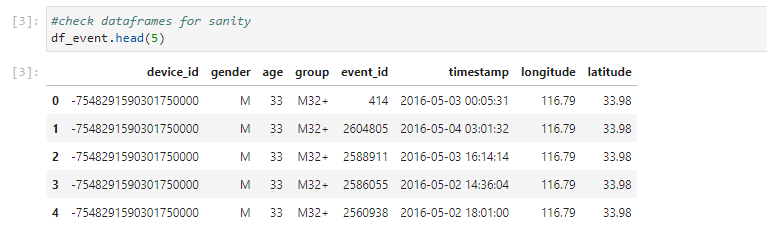 [3]: #check dataframes for sanity
df_event.head(5)
[3]: device_id gender age group event_id timestamp longitude latitude
0 -7548291590301750000 M 33 M32+ 414 2016-05-03 00:05:31 116.79 33.98
1 -7548291590301750000 M 33 M32+ 2604805 2016-05-04 03:01:32 116.79 33.98
2 -7548291590301750000 M 33 M32+ 2588911 2016-05-03 16:14:14 116.79 33.98
3 -7548291590301750000 M 33 M32+ 2586055 2016-05-02 14:36:04 116.79 33.98
4 -7548291590301750000 M 33 M32+ 2560938 2016-05-02 18:01:00 116.79 33.98